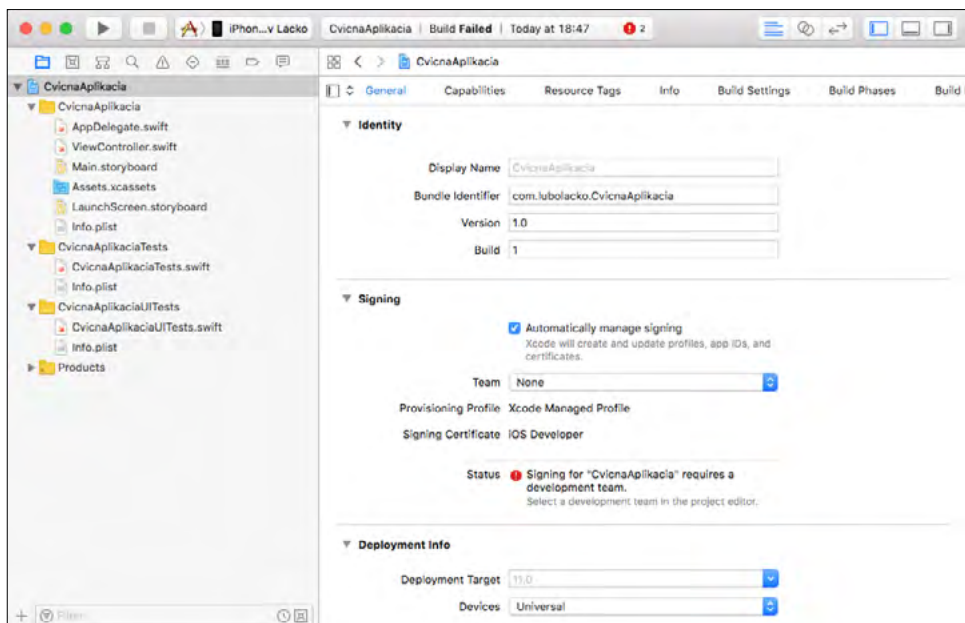 iPhon...v Lacko
CvicnaAplikacia | Build Failed | Today at 18:47
2
CvicnaAplikacia
CvicnaAplikacia
General Capabilities Resource Tags Info Build Settings Build Phases Build
CvicnaAplikacia
AppDelegate.swift
ViewController.swift
Main.storyboard
Assets.xcassets
LaunchScreen.storyboard
Info.plist
CvicnaAplikaciaTests
CvicnaAplikaciaTests.swift
Info.plist
CvicnaAplikaciaUITests
CvicnaAplikaciaUITests.swift
Info.plist
Products
Filter
Identity
Display Name CvicnaAplikacia
Bundle Identifier com.lubolacko.CvicnaAplikacia
Version 1.0
Build 1
Signing
Automatically manage signing
Xcode will create and update profiles, app IDs, and
certificates.
Team None
Provisioning Profile Xcode Managed Profile
Signing Certificate iOS Developer
Status Signing for "CvicnaAplikacia" requires a
development team.
Select a development team in the project editor.
Deployment Info
Deployment Target 11.0
Devices Universal